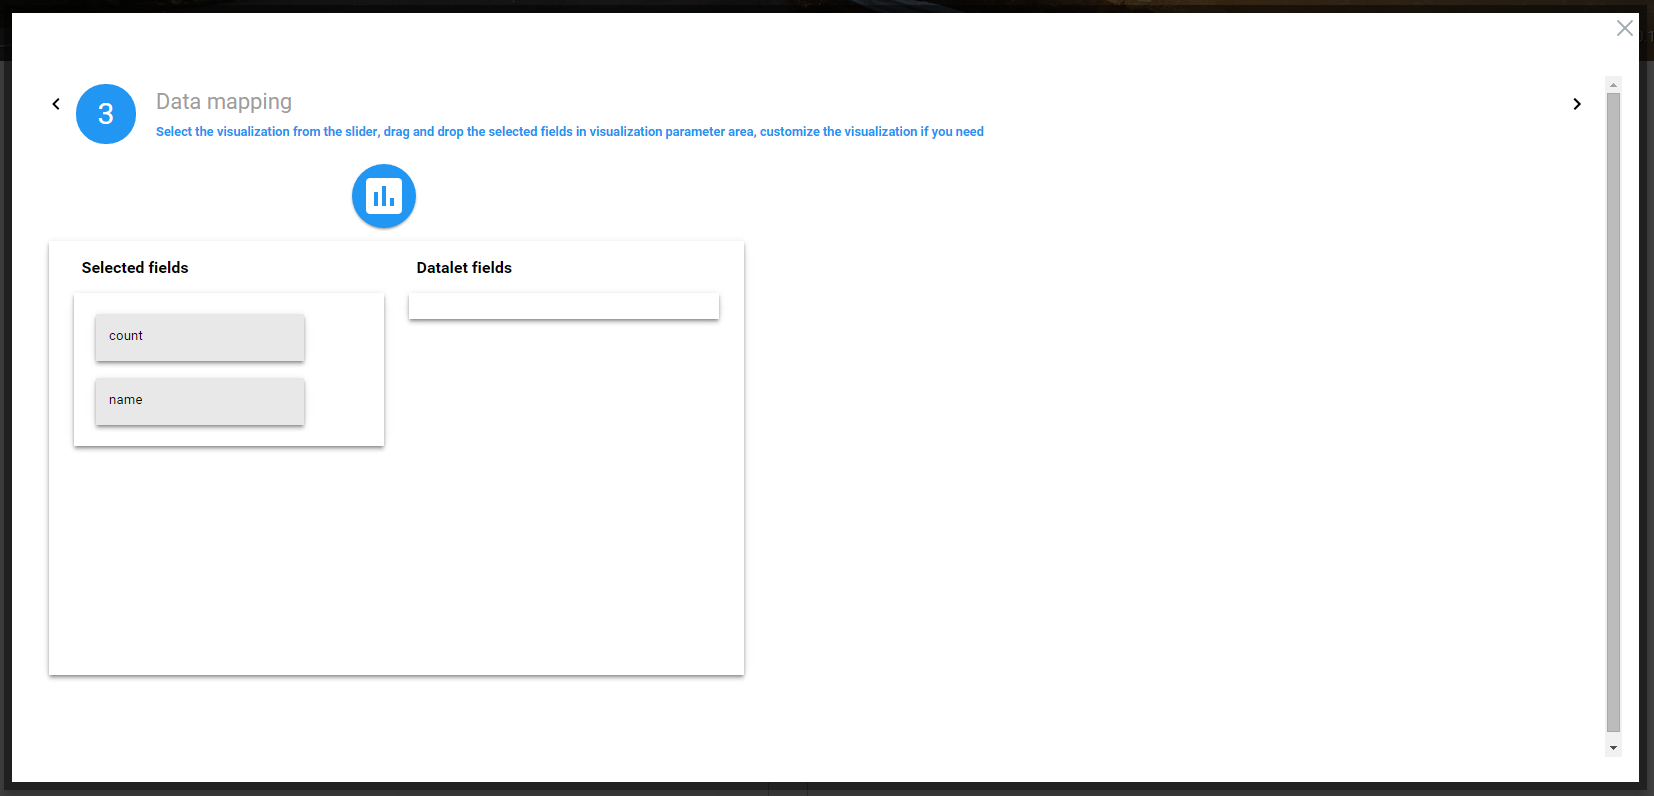 3
Data mapping
Select the visualization from the slider, drag and drop the selected fields in visualization parameter area, customize the visualization if you need
Selected fields
Datalet fields
count
name